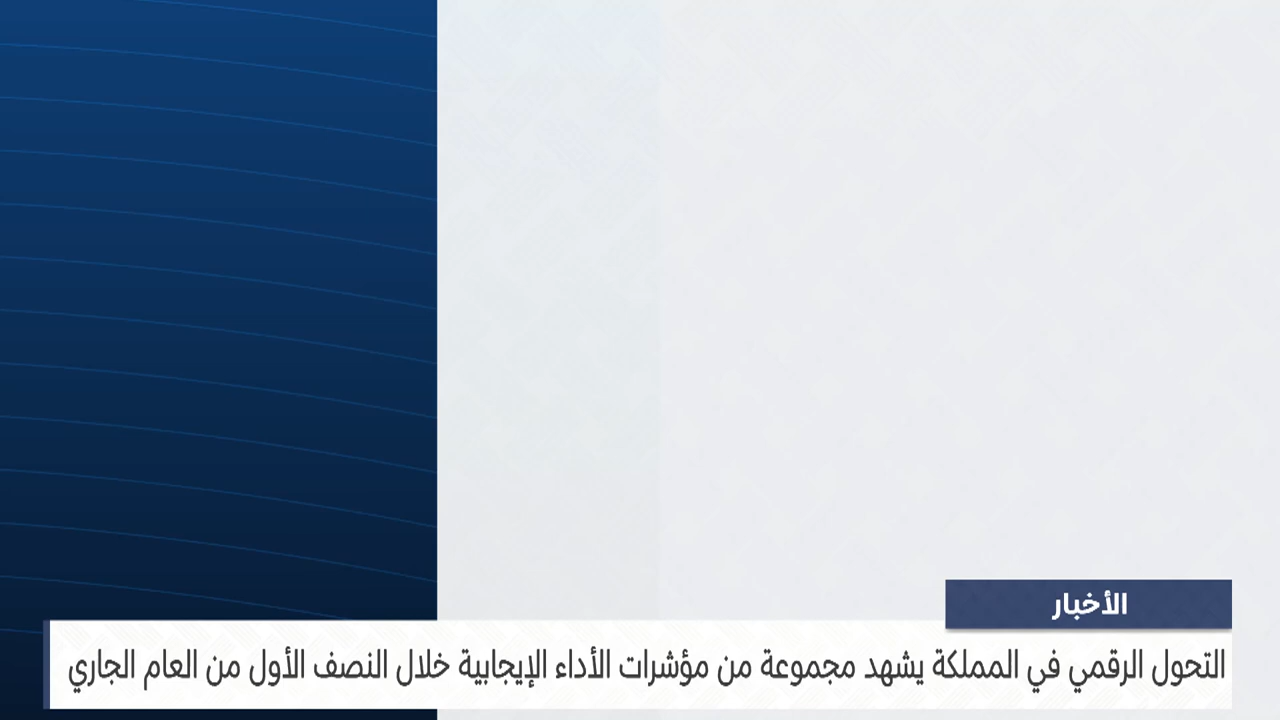 الأخبار
التحول الرقمي في المملكة يشهد مجموعة من مؤشرات الأداء الإيجابية خلال النصف الأول من العام الجاري